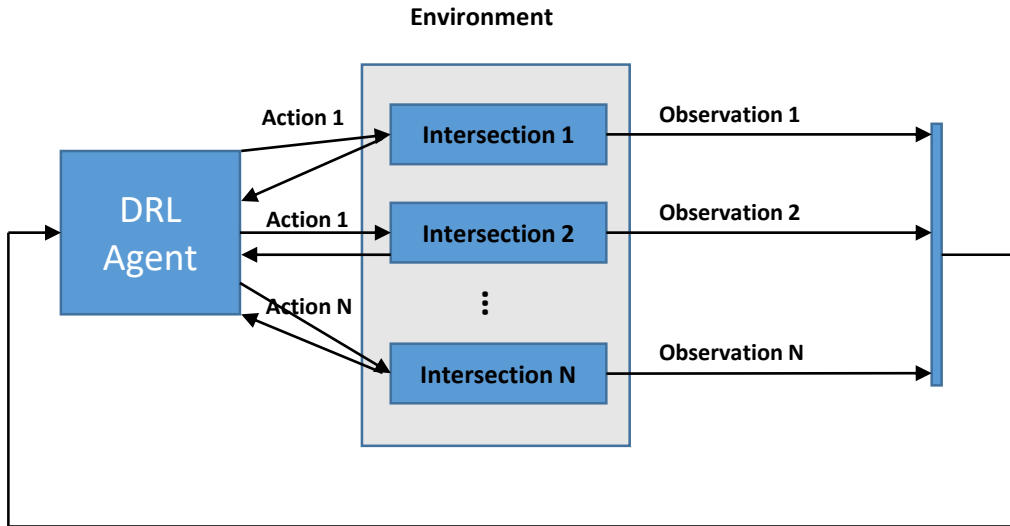 Environment
Action 1
Intersection 1
Observation 1
DRL
Agent
Action 1
Intersection 2
Observation 2
Action N
Intersection N
Observation N